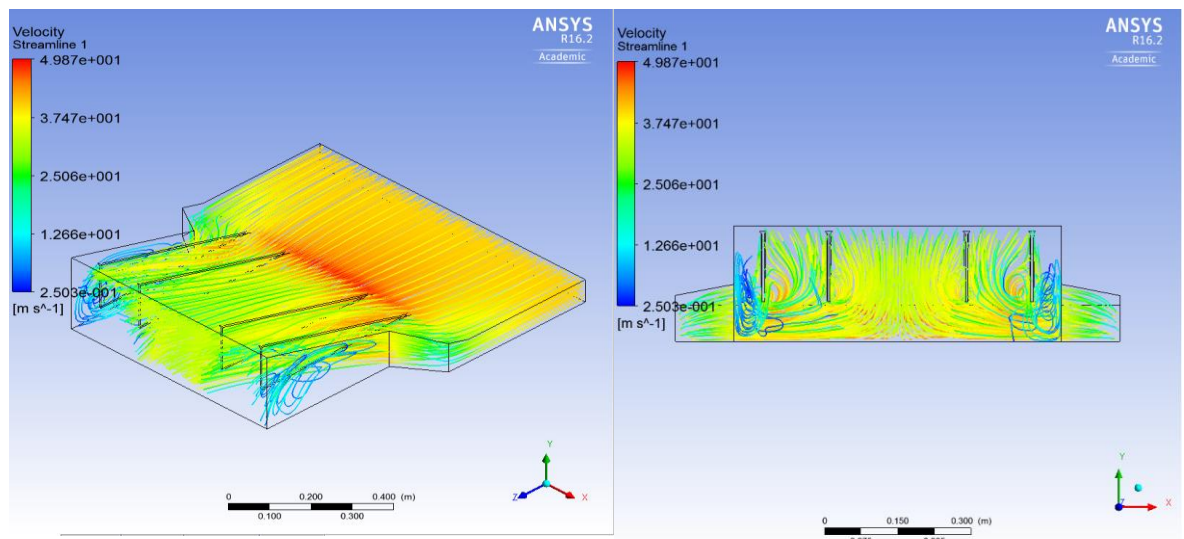 Velocity
Streamline 1
4.987e+001
3.747e+001
2.506e+001
1.266e+001
2.503e-001
[m s^-1]
ANSYS
R16.2
Academic
Y
Z
X
0
0.200
0.400 (m)
0.100
0.300
Velocity
Streamline 1
4.987e+001
3.747e+001
2.506e+001
1.266e+001
2.503e-001
[m s^-1]
ANSYS
R16.2
Academic
Y
Z
X
0
0.150
0.300 (m)